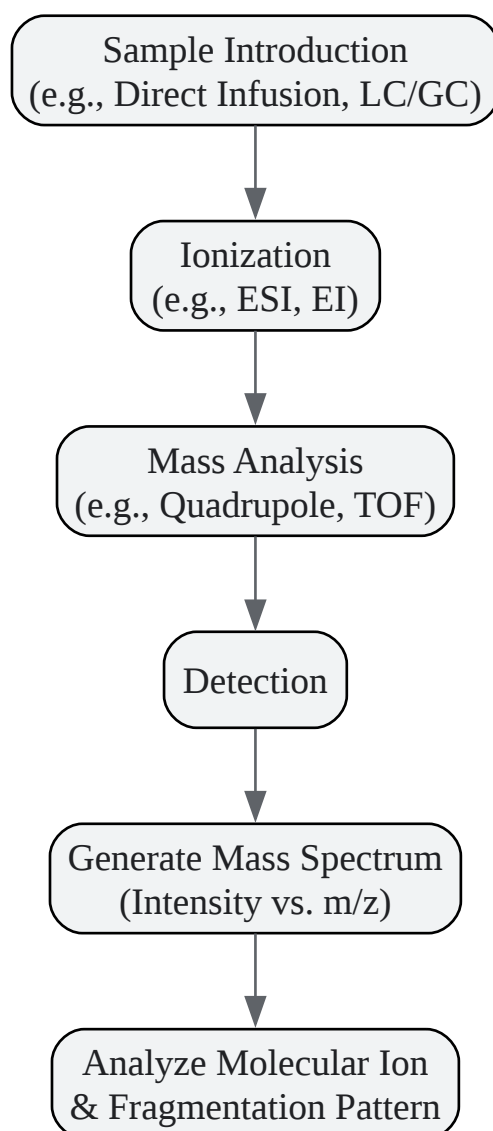 Sample Introduction
(e.g., Direct Infusion, LC/GC)
Ionization
(e.g., ESI, EI)
Mass Analysis
(e.g., Quadrupole, TOF)
Detection
Generate Mass Spectrum
(Intensity vs. m/z)
Analyze Molecular Ion
& Fragmentation Pattern